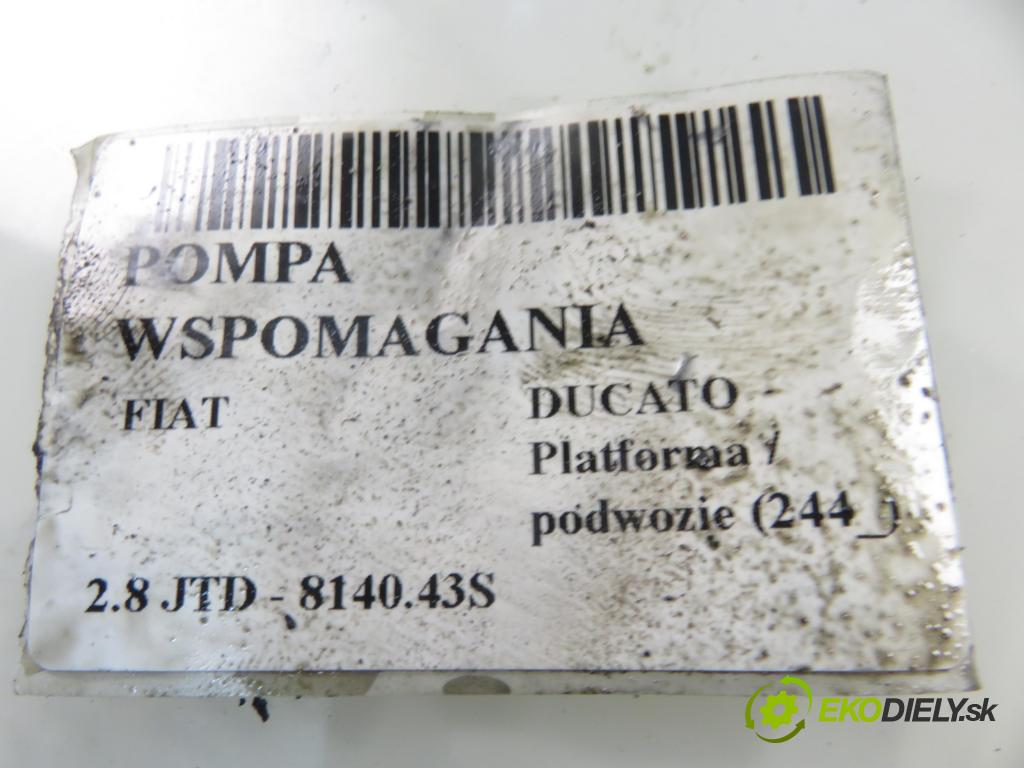 POMPA
WSPOMAGANIA
FIAT
DUCATO
Platforma /
podwozie (244_)
2.8 JTD - 8140.43S
EKODIELY.sk